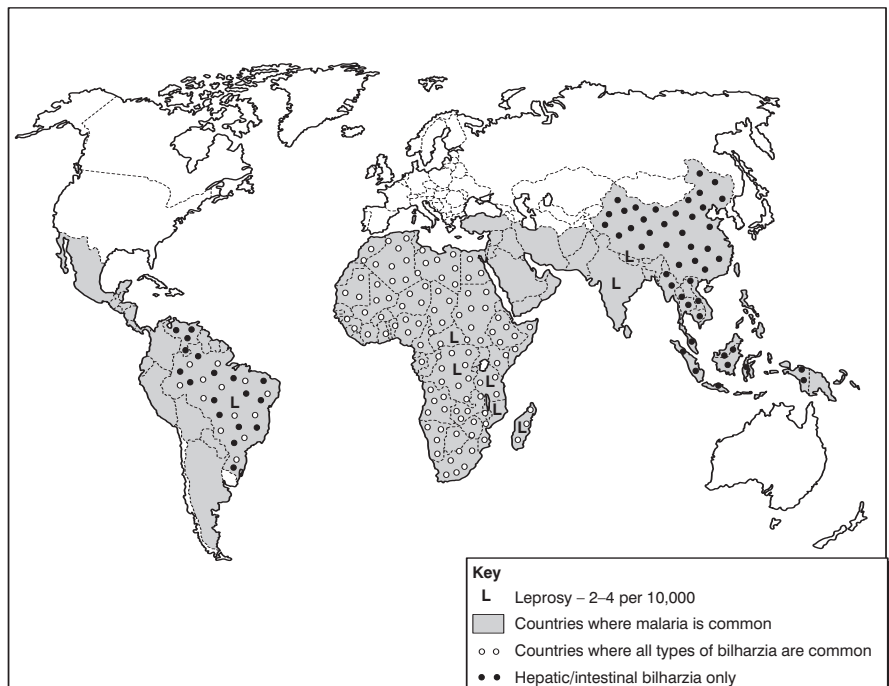 L
L
L
L
L
L
L
L
Key
L Leprosy – 2–4 per 10,000
Countries where malaria is common
Countries where all types of bilharzia are common
Hepatic/intestinal bilharzia only